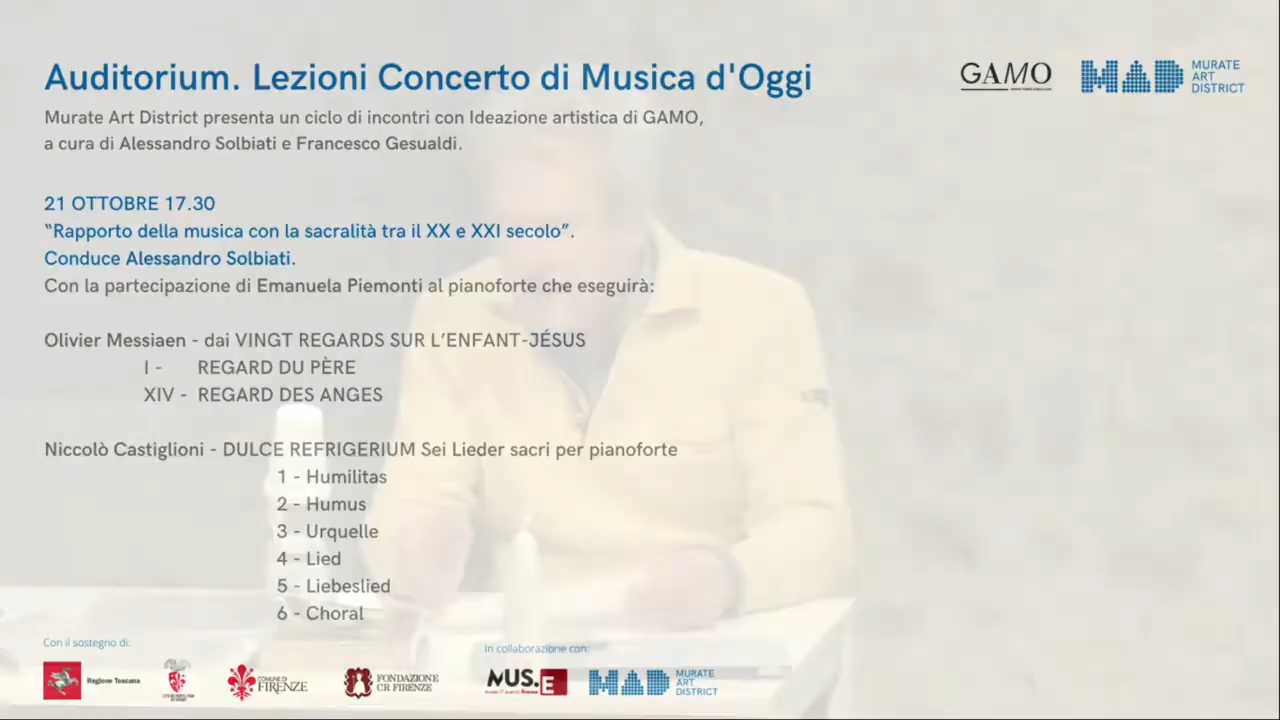 Auditorium. Lezioni Concerto di Musica d'Oggi
GAMO
MAD
MURATE
ART
DISTRICT
Murate Art District presenta un ciclo di incontri con Ideazione artistica di GAMO,
a cura di Alessandro Solbiati e Francesco Gesualdi.
21 OTTOBRE 17.30
“Rapporto della musica con la sacralità tra il XX e XXI secolo”.
Conduce Alessandro Solbiati.
Con la partecipazione di Emanuela Piemonti al pianoforte che eseguirà:
Olivier Messiaen - dai VINGT REGARDS SUR L’ENFANT-JÉSUS
I - REGARD DU PÈRE
XIV - REGARD DES ANGES
Niccolò Castiglioni - DULCE REFRIGERIUM Sei Lieder sacri per pianoforte
1 - Humilitas
2 - Humus
3 - Urquelle
4 - Lied
5 - Liebeslied
6 - Choral
Con il sostegno di:
Regione Toscana
COMUNE DI
FIRENZE
FONDAZIONE
CR FIRENZE
In collaborazione con:
MUS.E
MAD
MURATE
ART
DISTRICT